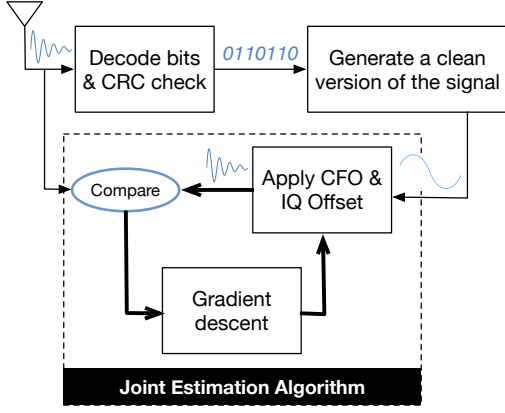 Decode bits
& CRC check
0110110
Generate a clean
version of the signal
Compare
Apply CFO &
IQ Offset
Gradient
descent
Joint Estimation Algorithm